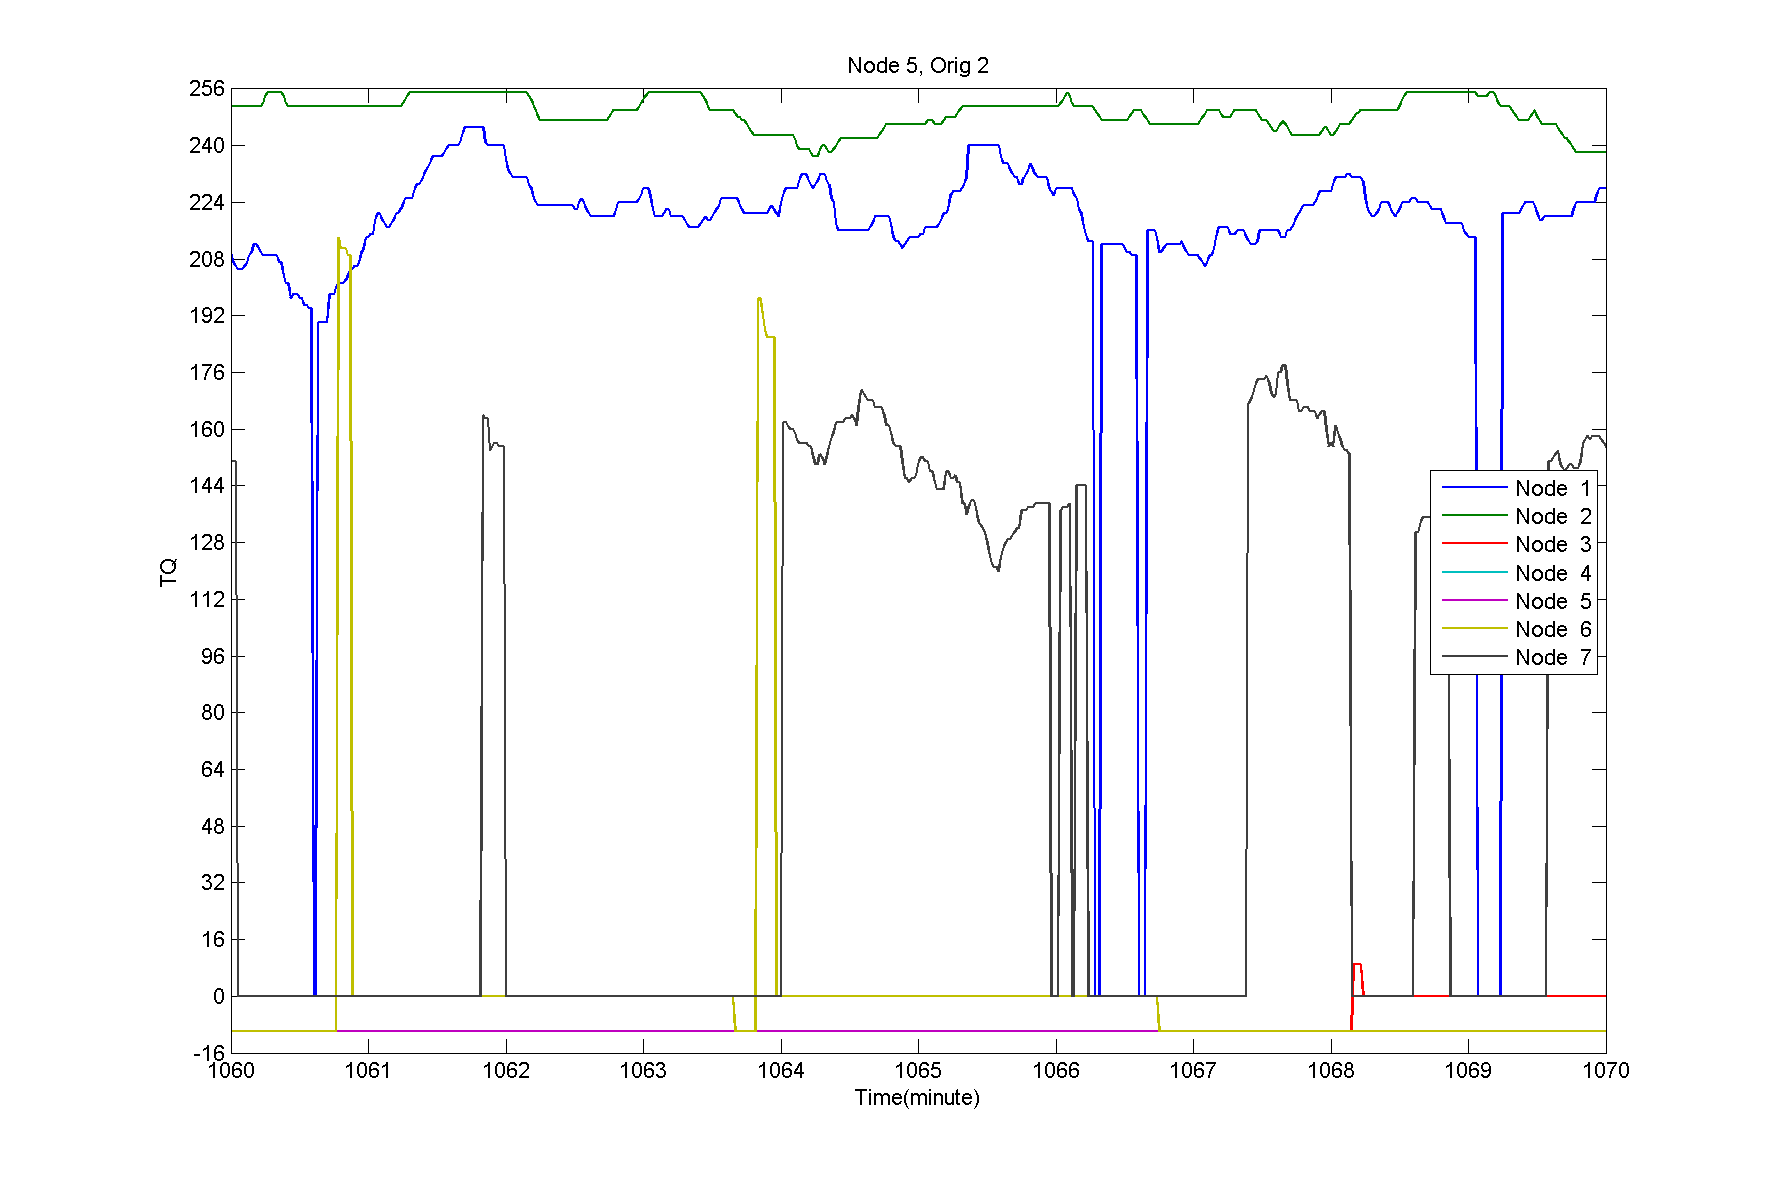 Node 5, Orig 2
256
240
224
208
192
176
160
144
128
112
96
80
64
48
32
16
0
-16
TQ
Node 1
Node 2
Node 3
Node 4
Node 5
Node 6
Node 7
1060 1061 1062 1063 1064 1065 1066 1067 1068 1069 1070
Time(minute)